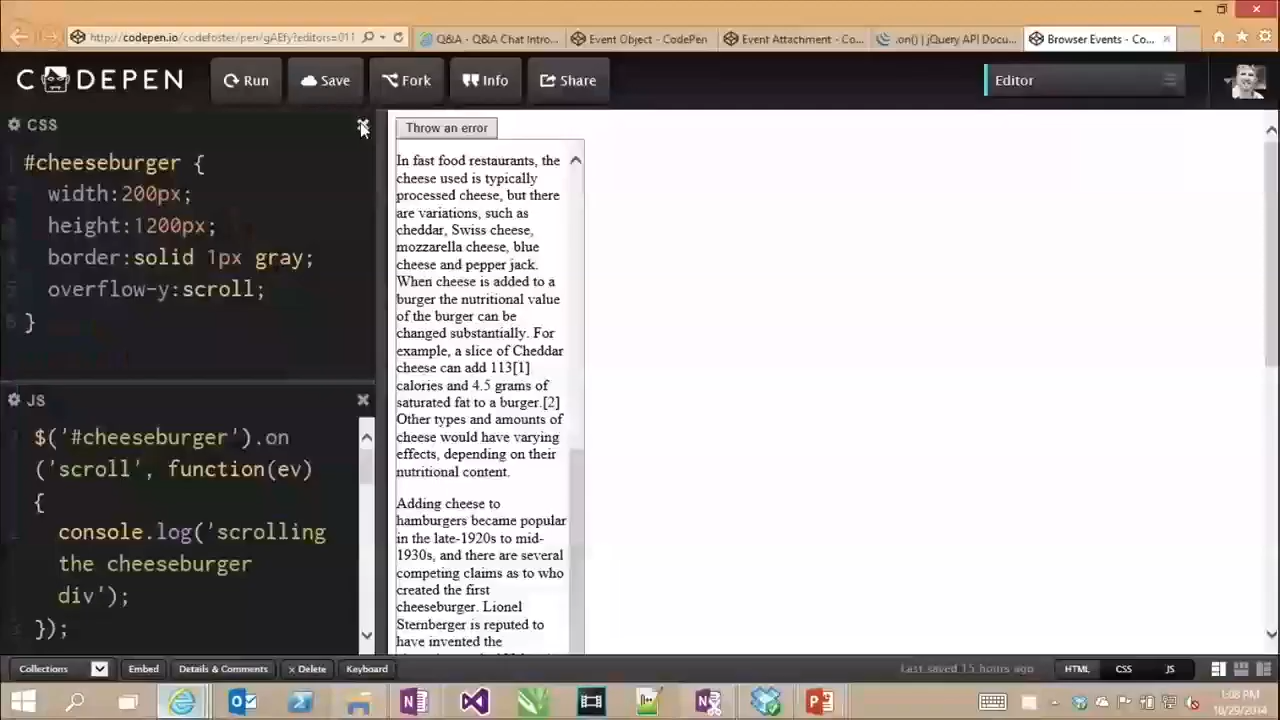 http://codepen.io/codefoster/pen/gAEfy?editors=011
Q&A - Q&A Chat Intro...
Event Object - CodePen
Event Attachment - Co...
.on() | jQuery API Docu...
Browser Events - Co...
CODEPEN
Run
Save
Fork
Info
Share
Editor
CSS
#cheeseburger {
width:200px;
height:1200px;
border:solid 1px gray;
overflow-y:scroll;
}
JS
$('#cheeseburger').on
('scroll', function(ev)
{
console.log('scrolling
the cheeseburger
div');
});
Throw an error
In fast food restaurants, the
cheese used is typically
processed cheese, but there
are variations, such as
cheddar, Swiss cheese,
mozzarella cheese, blue
cheese and pepper jack.
When cheese is added to a
burger the nutritional value
of the burger can be
changed substantially. For
example, a slice of Cheddar
cheese can add 113[1]
calories and 4.5 grams of
saturated fat to a burger.[2]
Other types and amounts of
cheese would have varying
effects, depending on their
nutritional content.
Adding cheese to
hamburgers became popular
in the late-1920s to mid-
1930s, and there are several
competing claims as to who
created the first
cheeseburger. Lionel
Sternberger is reputed to
have invented the
Collections
Embed
Details & Comments
× Delete
Keyboard
Last saved 15 hours ago
HTML
CSS
JS
1:08 PM
10/29/2014